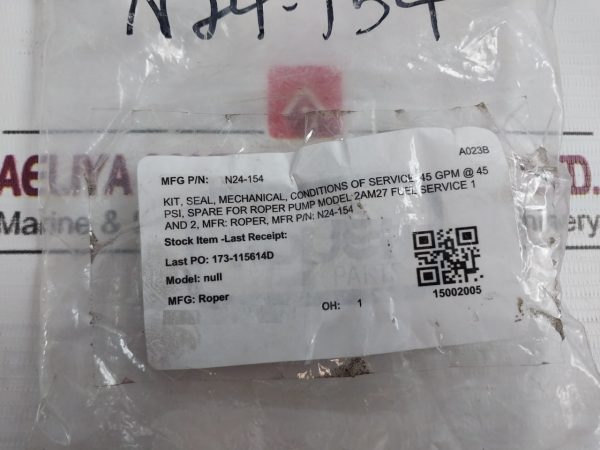 N24-154
A023B
MFG P/N: N24-154
KIT, SEAL, MECHANICAL, CONDITIONS OF SERVICE: 45 GPM @ 45
PSI, SPARE FOR ROPER PUMP MODEL 2AM27 FUEL SERVICE 1
AND 2, MFR: ROPER, MFR P/N: N24-154
Stock Item -Last Receipt:
Last PO: 173-115614D
Model: null
MFG: Roper
OH: 1
15002005
AELIYA
TD.
Marine &